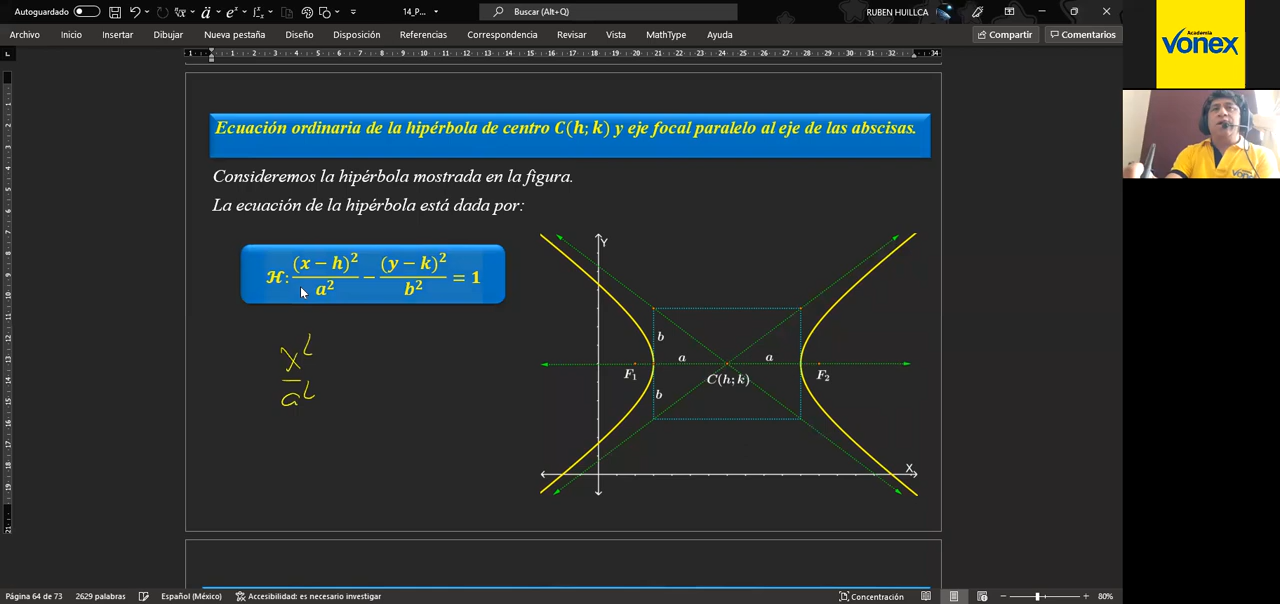 Autoguardado
14_P...
Buscar (Alt+Q)
RUBEN HUILLCA
Archivo Inicio Insertar Dibujar Nueva pestaña Diseño Disposición Referencias Correspondencia Revisar Vista MathType Ayuda
Compartir Comentarios
Academia
Vonex
Ecuación ordinaria de la hipérbola de centro C(h; k) y eje focal paralelo al eje de las abscisas.
Consideremos la hipérbola mostrada en la figura.
La ecuación de la hipérbola está dada por:
ℋ: (x − h)²/a² − (y − k)²/b² = 1
x²/a²
Y
b
a a
F₁ C(h; k) F₂
b
X
Página 64 de 73 2629 palabras Español (México) Accesibilidad: es necesario investigar Concentración 80%